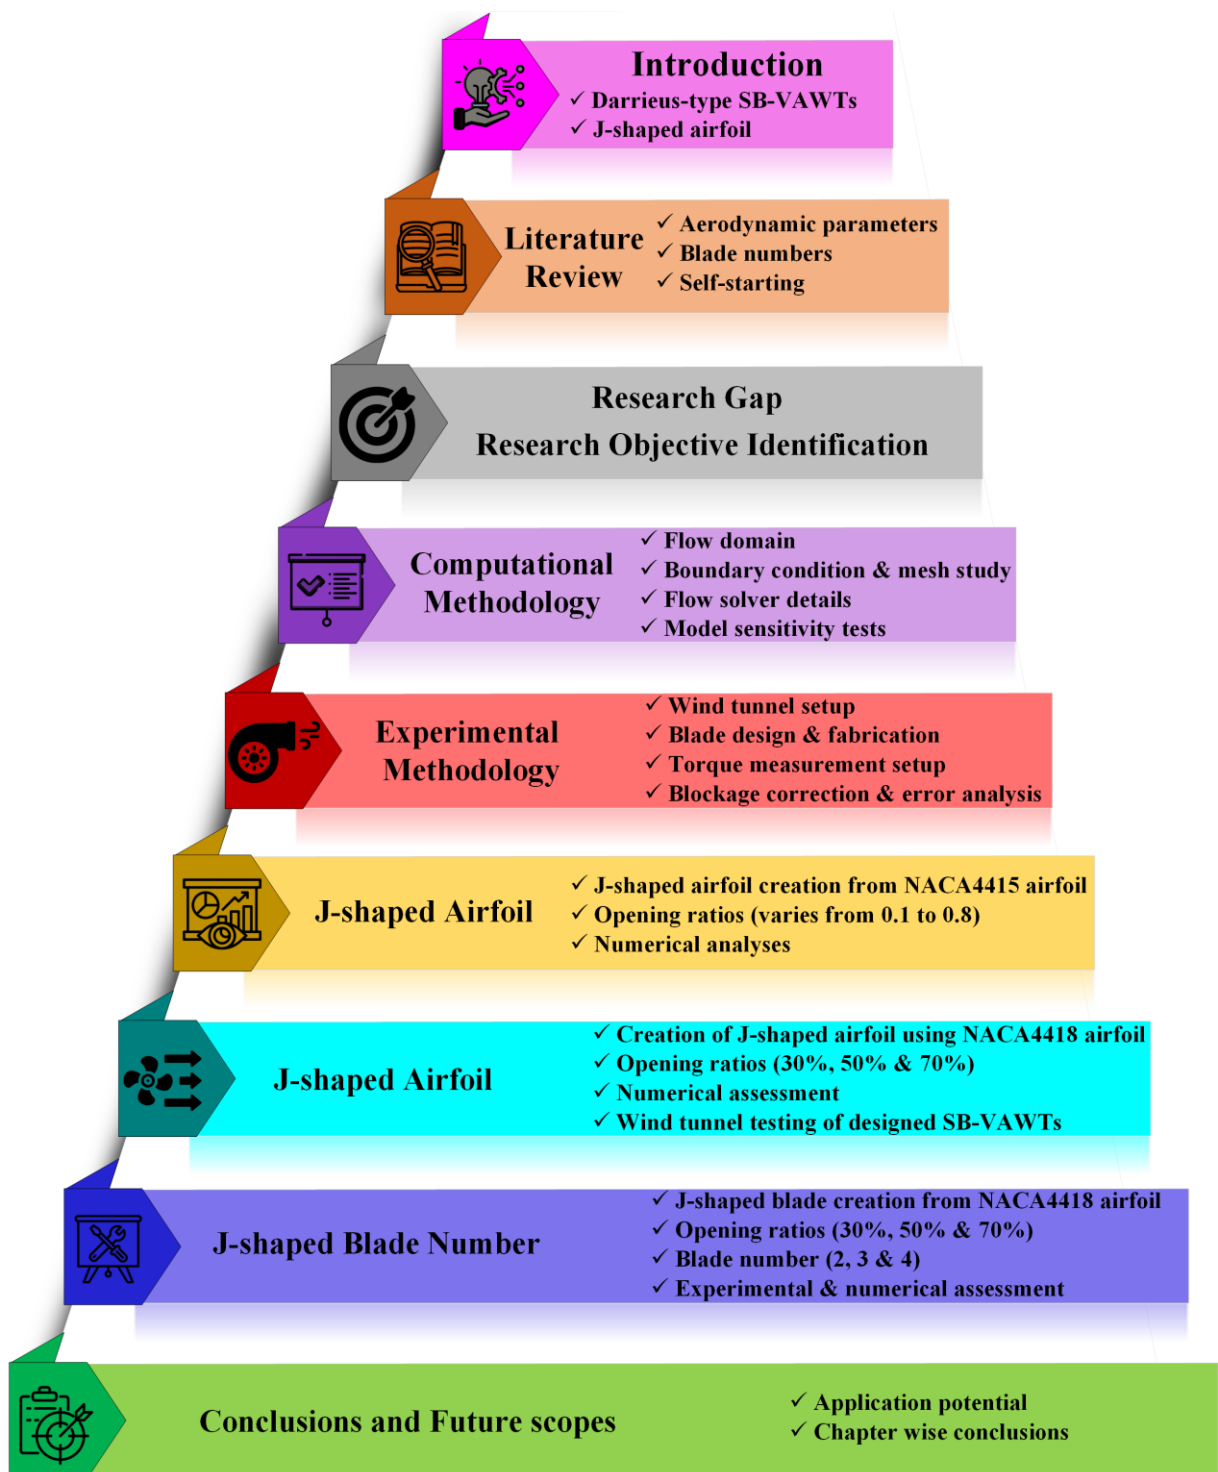 Introduction
✓ Darrieus-type SB-VAWTs
✓ J-shaped airfoil
Literature
Review
✓ Aerodynamic parameters
✓ Blade numbers
✓ Self-starting
Research Gap
Research Objective Identification
Computational
Methodology
✓ Flow domain
✓ Boundary condition & mesh study
✓ Flow solver details
✓ Model sensitivity tests
Experimental
Methodology
✓ Wind tunnel setup
✓ Blade design & fabrication
✓ Torque measurement setup
✓ Blockage correction & error analysis
J-shaped Airfoil
✓ J-shaped airfoil creation from NACA4415 airfoil
✓ Opening ratios (varies from 0.1 to 0.8)
✓ Numerical analyses
J-shaped Airfoil
✓ Creation of J-shaped airfoil using NACA4418 airfoil
✓ Opening ratios (30%, 50% & 70%)
✓ Numerical assessment
✓ Wind tunnel testing of designed SB-VAWTs
J-shaped Blade Number
✓ J-shaped blade creation from NACA4418 airfoil
✓ Opening ratios (30%, 50% & 70%)
✓ Blade number (2, 3 & 4)
✓ Experimental & numerical assessment
Conclusions and Future scopes
✓ Application potential
✓ Chapter wise conclusions